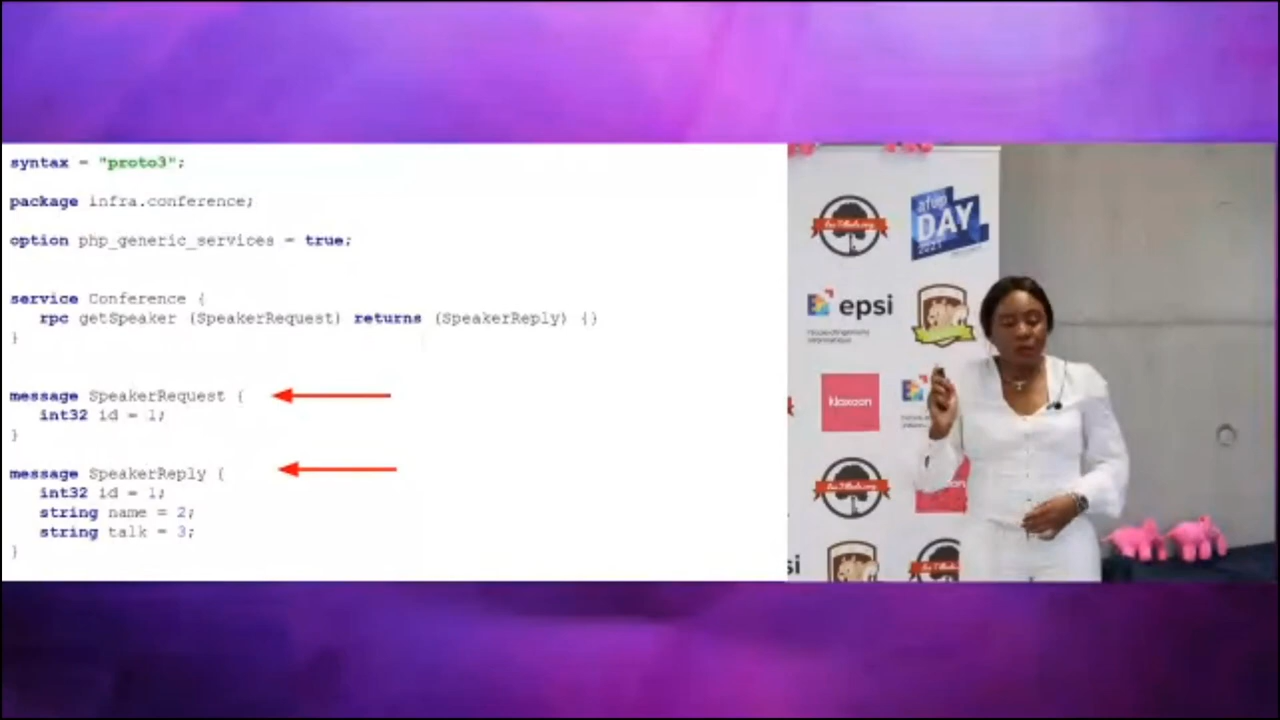 syntax = "proto3";
package infra.conference;
option php_generic_services = true;
service Conference {
rpc getSpeaker (SpeakerRequest) returns (SpeakerReply) {}
}
message SpeakerRequest {
int32 id = 1;
}
message SpeakerReply {
int32 id = 1;
string name = 2;
string talk = 3;
}
afup
DAY
2021
epsi
klaxoon